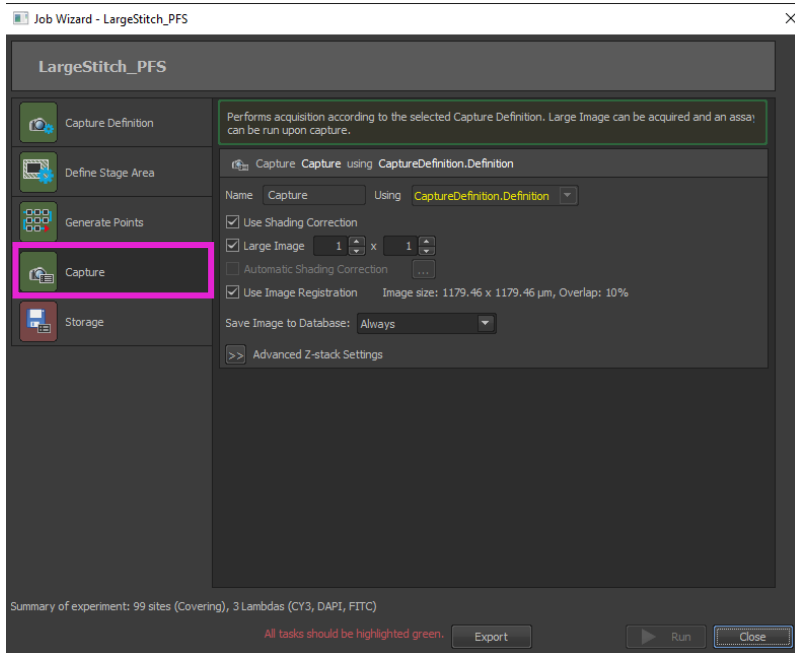 Job Wizard - LargeStitch_PFS
LargeStitch_PFS
Capture Definition
Define Stage Area
Generate Points
Capture
Storage
Performs acquisition according to the selected Capture Definition. Large Image can be acquired and an assay
can be run upon capture.
Capture Capture using CaptureDefinition.Definition
Name Capture Using CaptureDefinition.Definition
Use Shading Correction
Large Image 1 x 1
Automatic Shading Correction ...
Use Image Registration Image size: 1179.46 x 1179.46 µm, Overlap: 10%
Save Image to Database: Always
>> Advanced Z-stack Settings
Summary of experiment: 99 sites (Covering), 3 Lambdas (CY3, DAPI, FITC)
All tasks should be highlighted green. Export Run Close